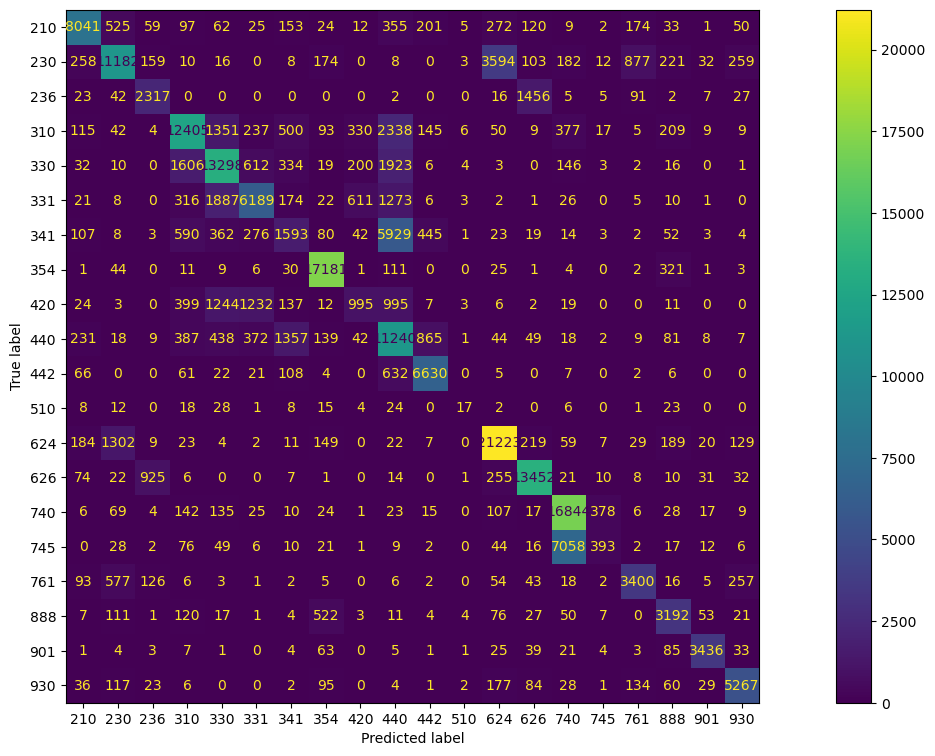 210 8041 525 59 97 62 25 153 24 12 355 201 5 272 120 9 2 174 33 1 50
230 258 11182 159 10 16 0 8 174 0 8 0 3 3594 103 182 12 877 221 32 259
236 23 42 2317 0 0 0 0 0 0 2 0 0 16 1456 5 5 91 2 7 27
310 115 42 4 12405 1351 237 500 93 330 2338 145 6 50 9 377 17 5 209 9 9
330 32 10 0 1606 13298 612 334 19 200 1923 6 4 3 0 146 3 2 16 0 1
331 21 8 0 316 1887 6189 174 22 611 1273 6 3 2 1 26 0 5 10 1 0
341 107 8 3 590 362 276 1593 80 42 5929 445 1 23 19 14 3 2 52 3 4
354 1 44 0 11 9 6 30 17181 1 111 0 0 25 1 4 0 2 321 1 3
420 24 3 0 399 1244 1232 137 12 995 995 7 3 6 2 19 0 0 11 0 0
440 231 18 9 387 438 372 1357 139 42 11240 865 1 44 49 18 2 9 81 8 7
442 66 0 0 61 22 21 108 4 0 632 6630 0 5 0 7 0 2 6 0 0
510 8 12 0 18 28 1 8 15 4 24 0 17 2 0 6 0 1 23 0 0
624 184 1302 9 23 4 2 11 149 0 22 7 0 21223 219 59 7 29 189 20 129
626 74 22 925 6 0 0 7 1 0 14 0 1 255 13452 21 10 8 10 31 32
740 6 69 4 142 135 25 10 24 1 23 15 0 107 17 16844 378 6 28 17 9
745 0 28 2 76 49 6 10 21 1 9 2 0 44 16 7058 393 2 17 12 6
761 93 577 126 6 3 1 2 5 0 6 2 0 54 43 18 2 3400 16 5 257
888 7 111 1 120 17 1 4 522 3 11 4 4 76 27 50 7 0 3192 53 21
901 1 4 3 7 1 0 4 63 0 5 1 1 25 39 21 4 3 85 3436 33
930 36 117 23 6 0 0 2 95 0 4 1 2 177 84 28 1 134 60 29 5267
210 230 236 310 330 331 341 354 420 440 442 510 624 626 740 745 761 888 901 930
Predicted label
True label
20000
17500
15000
12500
10000
7500
5000
2500
0